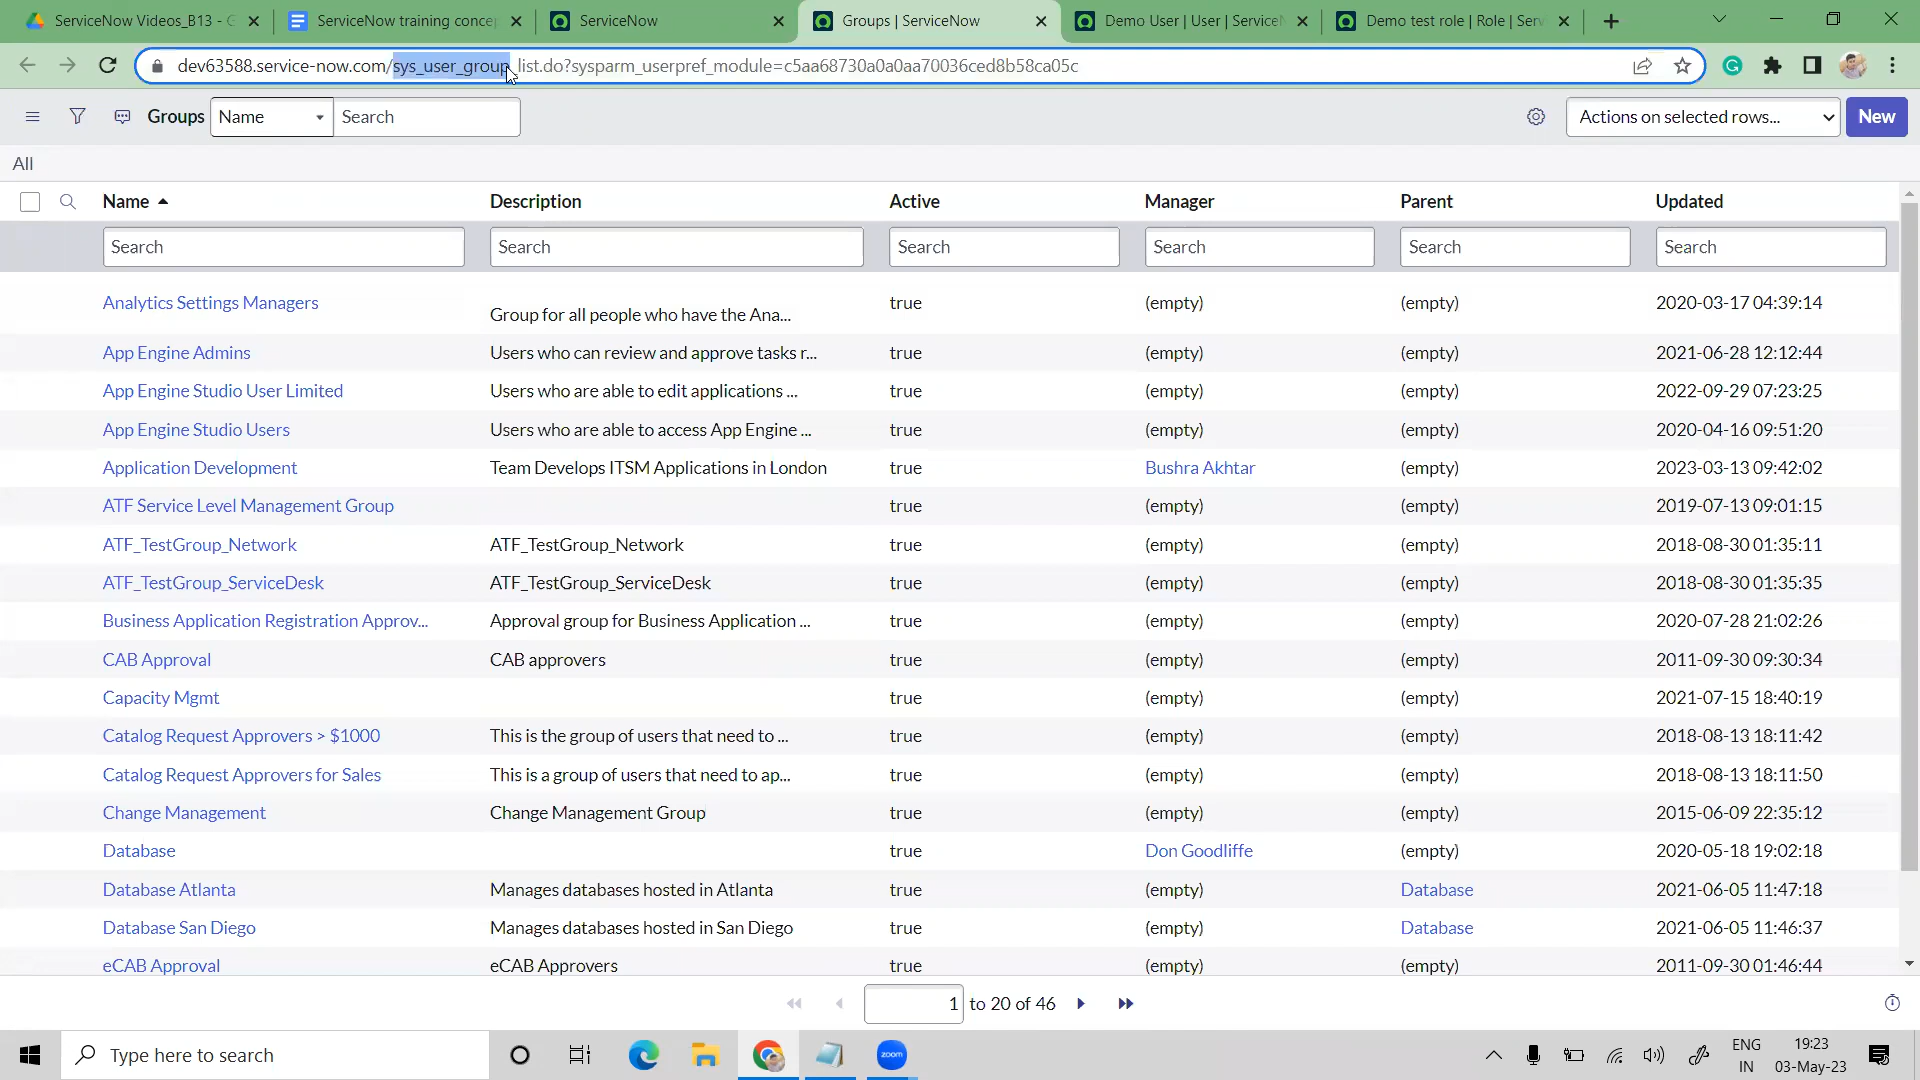 ServiceNow Videos_B13 - G
ServiceNow training concep
ServiceNow
Groups | ServiceNow
Demo User | User | ServiceN
Demo test role | Role | Serv
dev63588.service-now.com/sys_user_group_list.do?sysparm_userpref_module=c5aa68730a0a0aa70036ced8b58ca05c
Groups Name Search Actions on selected rows... New
All
Name Description Active Manager Parent Updated
Search Search Search Search Search Search
Analytics Settings Managers Group for all people who have the Ana... true (empty) (empty) 2020-03-17 04:39:14
App Engine Admins Users who can review and approve tasks r... true (empty) (empty) 2021-06-28 12:12:44
App Engine Studio User Limited Users who are able to edit applications ... true (empty) (empty) 2022-09-29 07:23:25
App Engine Studio Users Users who are able to access App Engine ... true (empty) (empty) 2020-04-16 09:51:20
Application Development Team Develops ITSM Applications in London true Bushra Akhtar (empty) 2023-03-13 09:42:02
ATF Service Level Management Group true (empty) (empty) 2019-07-13 09:01:15
ATF_TestGroup_Network ATF_TestGroup_Network true (empty) (empty) 2018-08-30 01:35:11
ATF_TestGroup_ServiceDesk ATF_TestGroup_ServiceDesk true (empty) (empty) 2018-08-30 01:35:35
Business Application Registration Approv... Approval group for Business Application ... true (empty) (empty) 2020-07-28 21:02:26
CAB Approval CAB approvers true (empty) (empty) 2011-09-30 09:30:34
Capacity Mgmt true (empty) (empty) 2021-07-15 18:40:19
Catalog Request Approvers > $1000 This is the group of users that need to ... true (empty) (empty) 2018-08-13 18:11:42
Catalog Request Approvers for Sales This is a group of users that need to ap... true (empty) (empty) 2018-08-13 18:11:50
Change Management Change Management Group true (empty) (empty) 2015-06-09 22:35:12
Database true Don Goodliffe (empty) 2020-05-18 19:02:18
Database Atlanta Manages databases hosted in Atlanta true (empty) Database 2021-06-05 11:47:18
Database San Diego Manages databases hosted in San Diego true (empty) Database 2021-06-05 11:46:37
eCAB Approval eCAB Approvers true (empty) (empty) 2011-09-30 01:46:44
1 to 20 of 46
Type here to search
zoom
ENG
IN
19:23
03-May-23